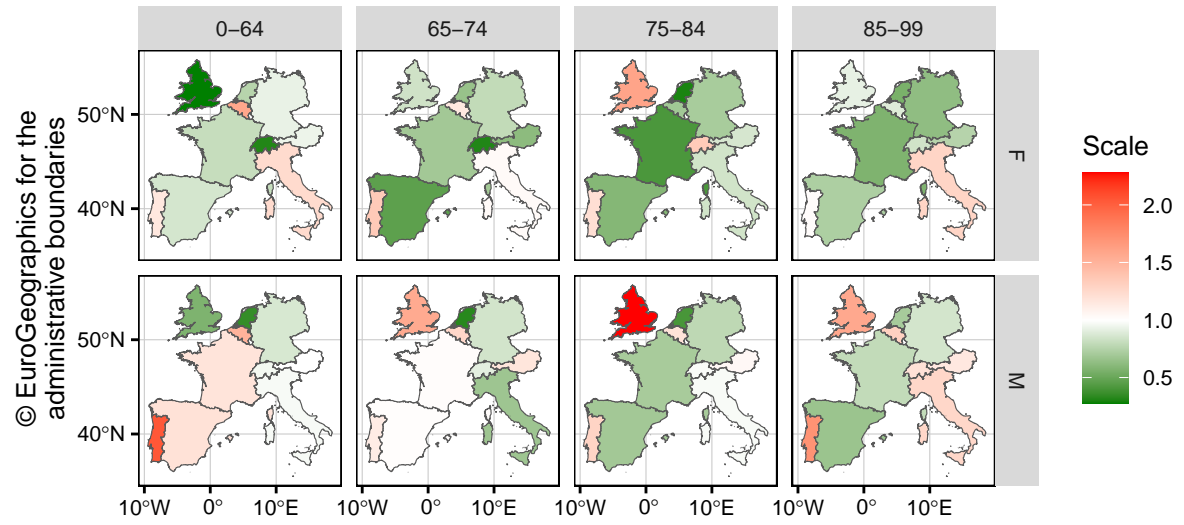 0–64
65–74
75–84
85–99
© EuroGeographics for the
administrative boundaries
50°N
40°N
F
50°N
40°N
M
10°W
0°
10°E
10°W
0°
10°E
10°W
0°
10°E
10°W
0°
10°E
Scale
2.0
1.5
1.0
0.5